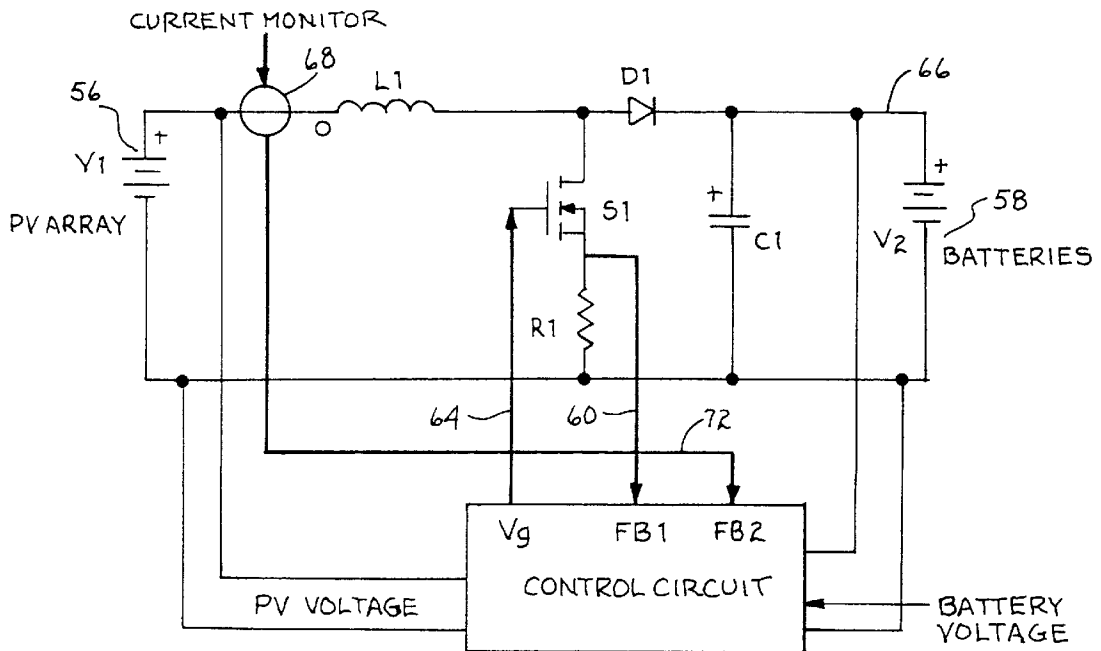 CURRENT MONITOR
68
L1
D1
66
56
+
V1
PV ARRAY
S1
+
C1
+
V2
58
BATTERIES
R1
64
60
72
Vg
FB1
FB2
CONTROL CIRCUIT
PV VOLTAGE
BATTERY
VOLTAGE